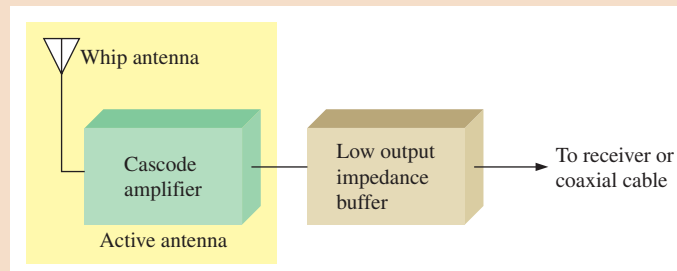 Whip antenna
Cascode
amplifier
Active antenna
Low output
impedance
buffer
To receiver or
coaxial cable